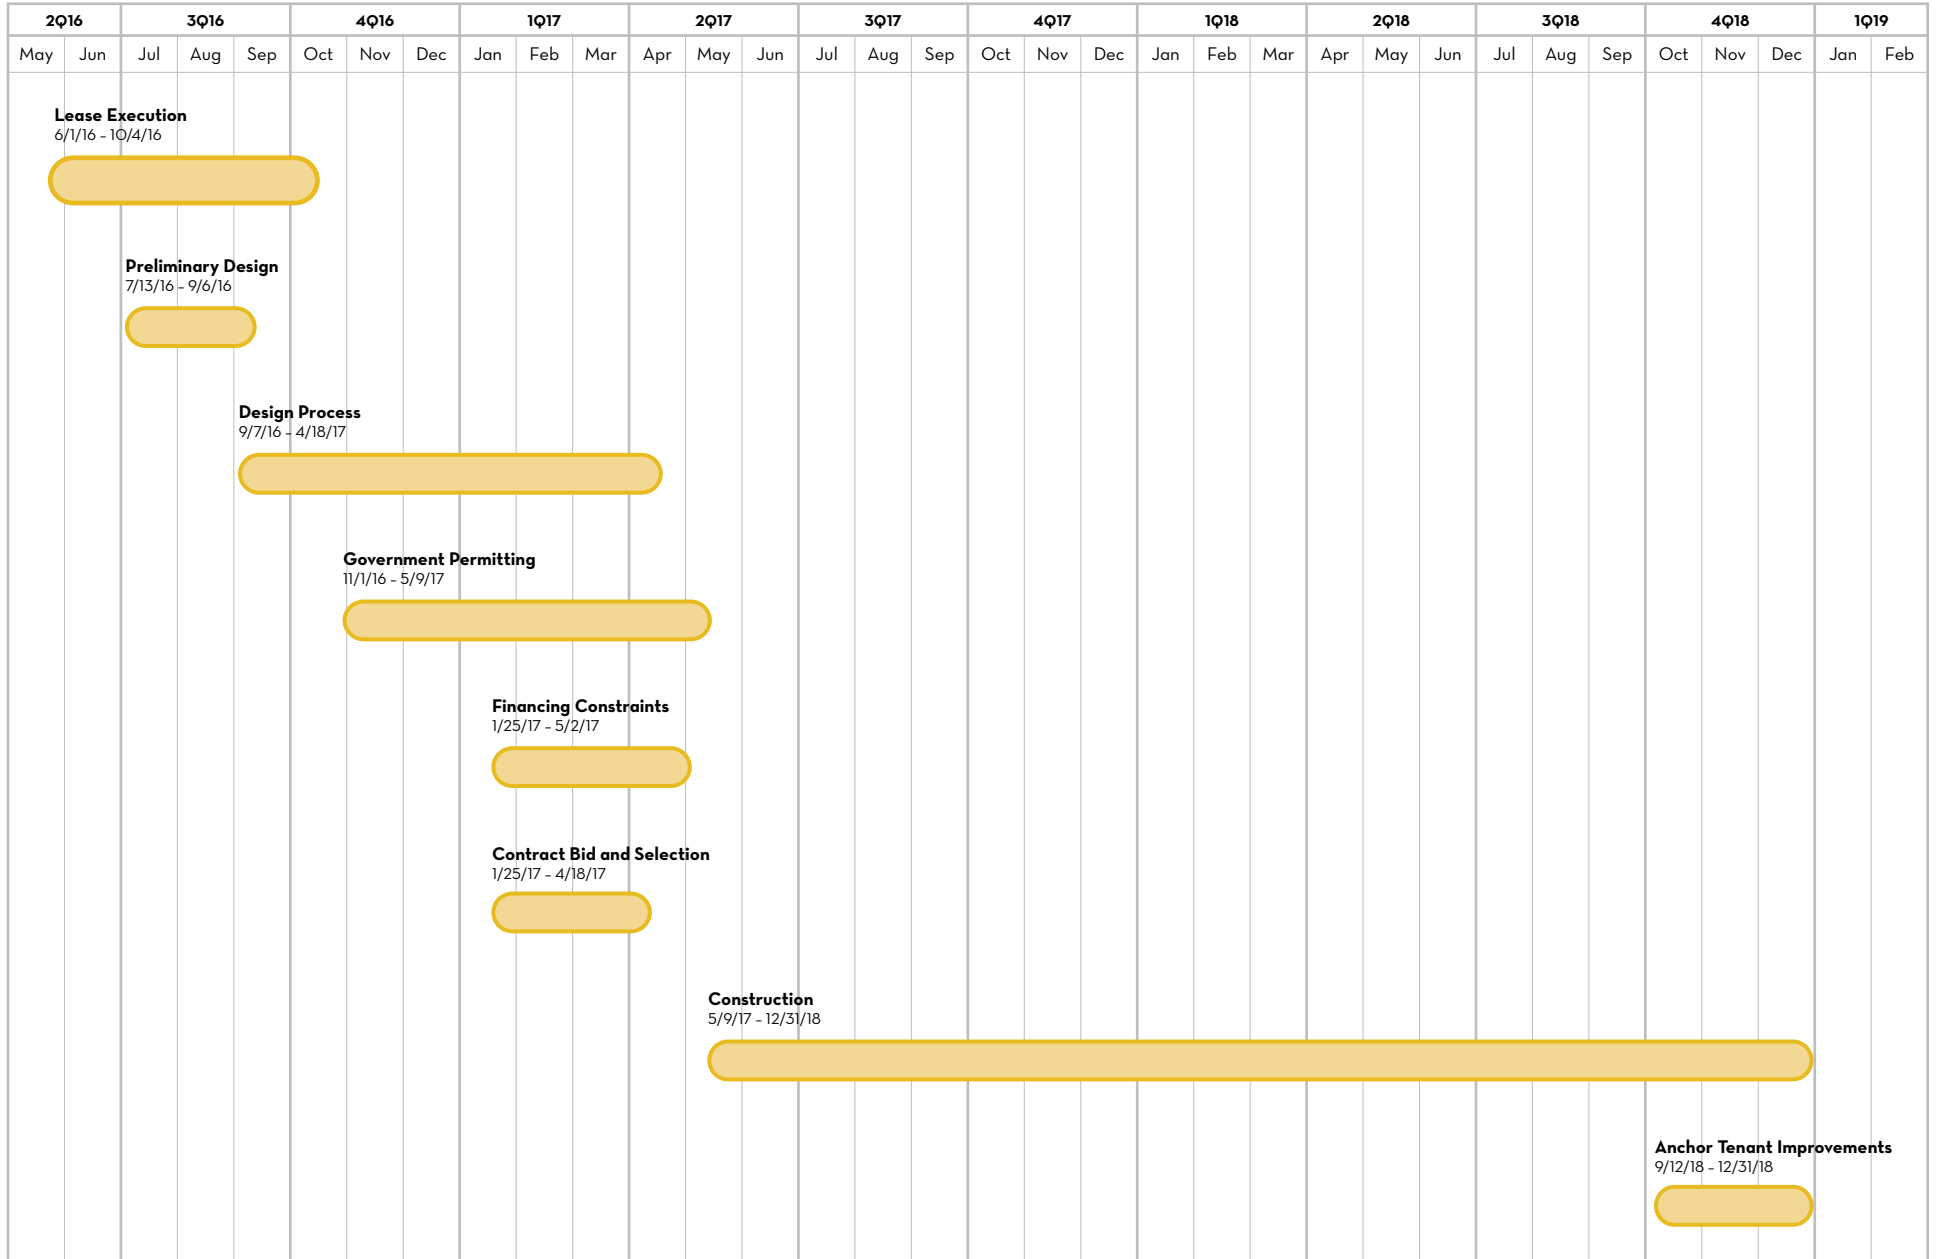 2Q16 3Q16 4Q16 1Q17 2Q17 3Q17 4Q17 1Q18 2Q18 3Q18 4Q18 1Q19
May Jun Jul Aug Sep Oct Nov Dec Jan Feb Mar Apr May Jun Jul Aug Sep Oct Nov Dec Jan Feb Mar Apr May Jun Jul Aug Sep Oct Nov Dec Jan Feb
Lease Execution
6/1/16 - 10/4/16
Preliminary Design
7/13/16 - 9/6/16
Design Process
9/7/16 - 4/18/17
Government Permitting
11/1/16 - 5/9/17
Financing Constraints
1/25/17 - 5/2/17
Contract Bid and Selection
1/25/17 - 4/18/17
Construction
5/9/17 - 12/31/18
Anchor Tenant Improvements
9/12/18 - 12/31/18